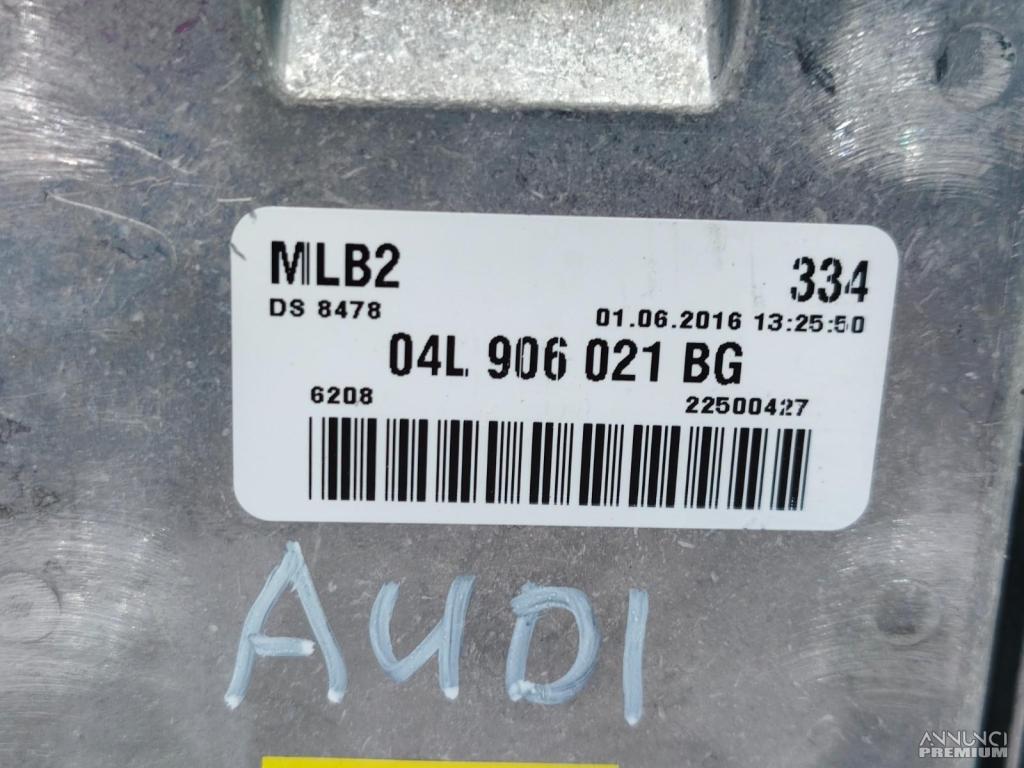 MLB2 334
DS 8478
01.06.2016 13:25:50
04L 906 021 BG
6208 22500427
AUDI
ANNUNCI
PREMIUM